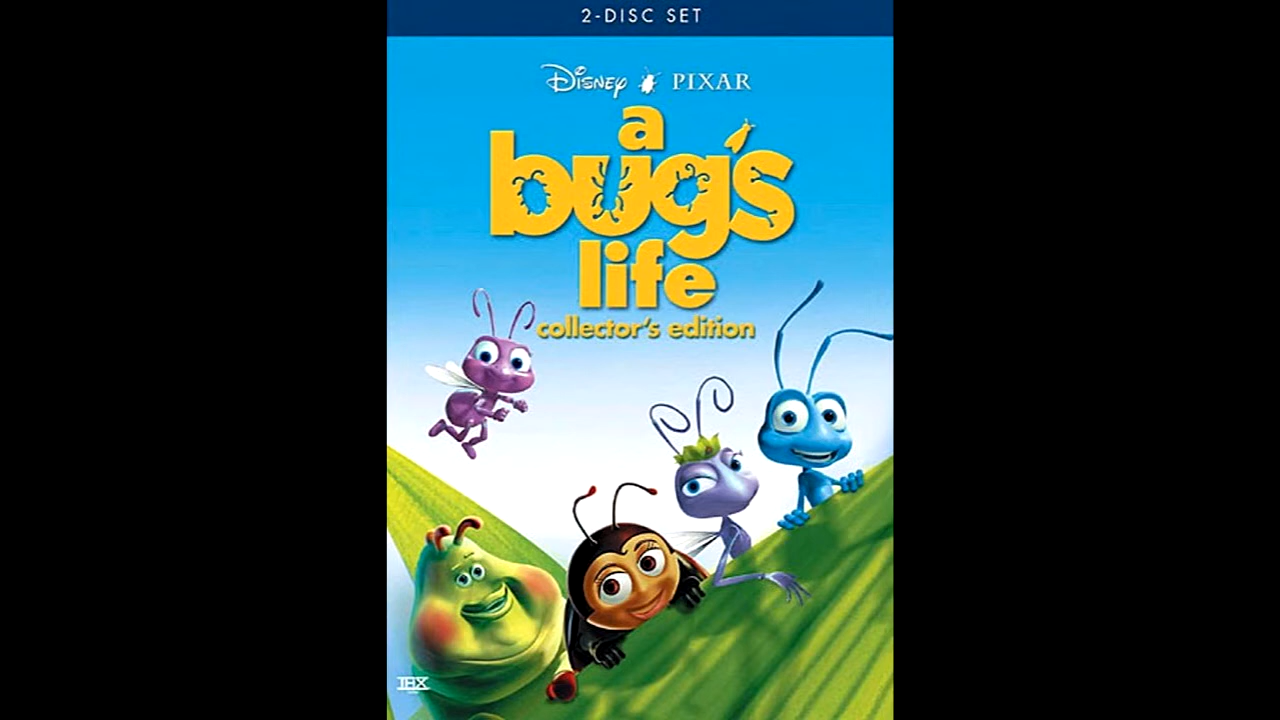 2-DISC SET
Disney PIXAR
a
bug's
life
collector's edition
THX